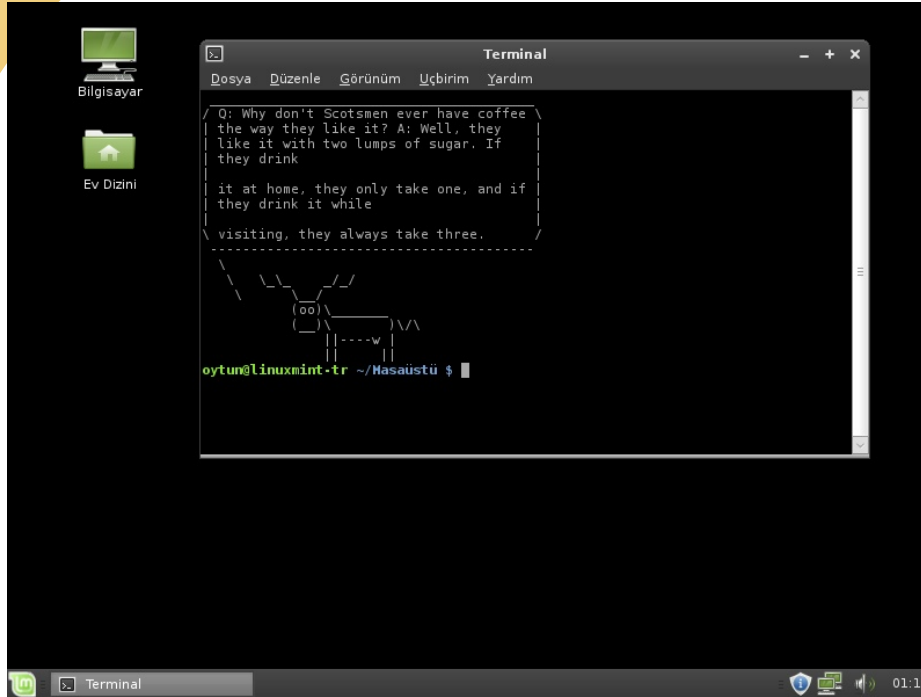 Bilgisayar
Ev Dizini
Terminal
Dosya Düzenle Görünüm Uçbirim Yardım
Q: Why don't Scotsmen ever have coffee
the way they like it? A: Well, they
like it with two lumps of sugar. If
they drink
it at home, they only take one, and if
they drink it while
visiting, they always take three.
(oo)
(__)
||----w |
oytun@linuxmint-tr ~/Masaüstü $
Terminal